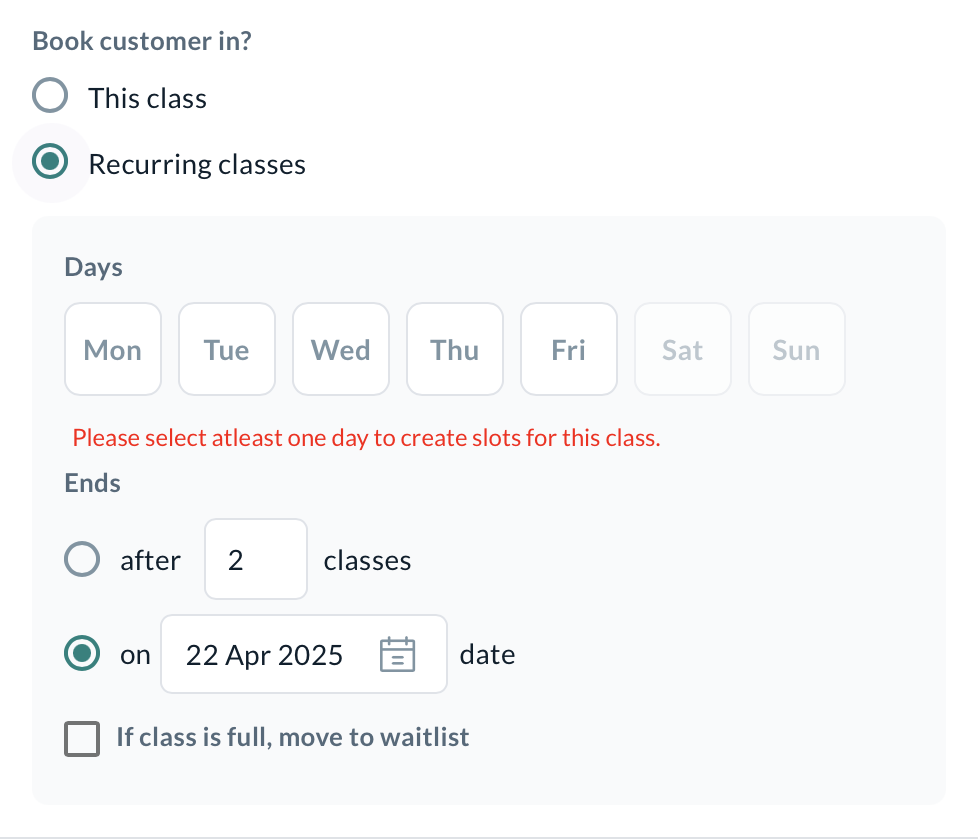 Book customer in?
This class
Recurring classes
Days
Mon Tue Wed Thu Fri Sat Sun
Please select atleast one day to create slots for this class.
Ends
after 2 classes
on 22 Apr 2025 date
If class is full, move to waitlist